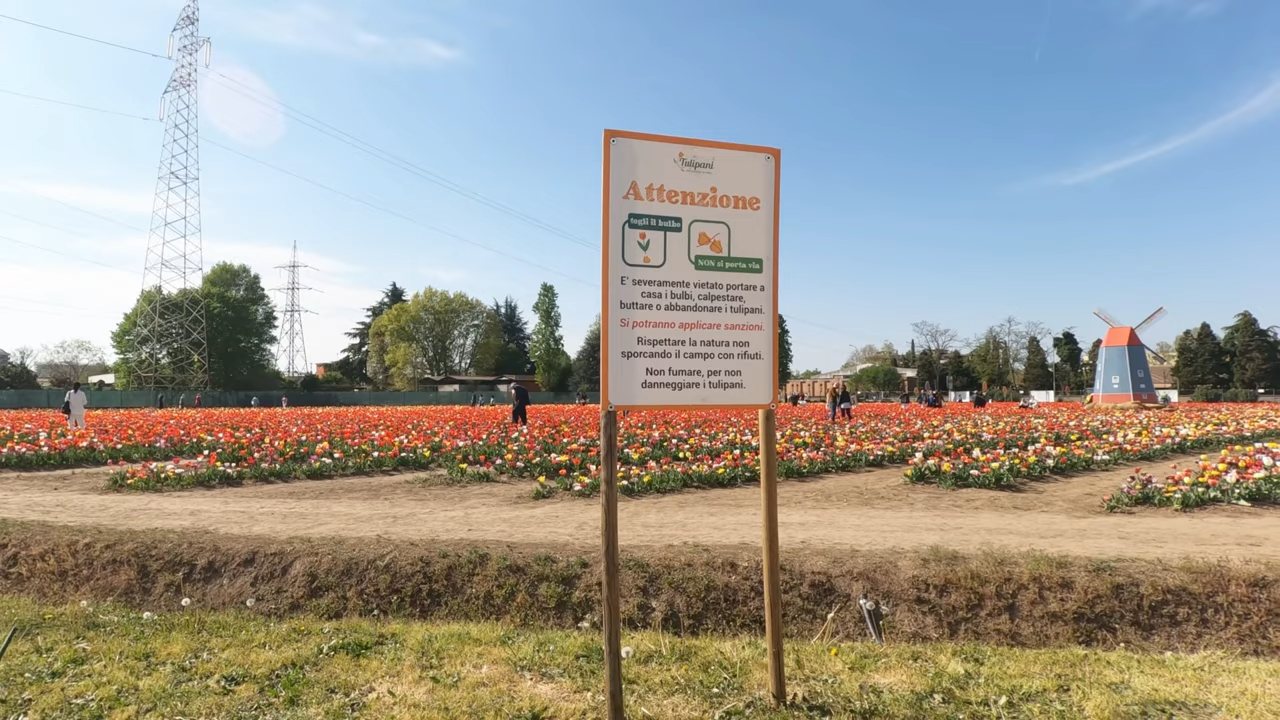 Tulipani
Attenzione
togli il bulbo
NON si porta via
E' severamente vietato portare a
casa i bulbi, calpestare,
buttare o abbandonare i tulipani.
Si potranno applicare sanzioni.
Rispettare la natura non
sporcando il campo con rifiuti.
Non fumare, per non
danneggiare i tulipani.